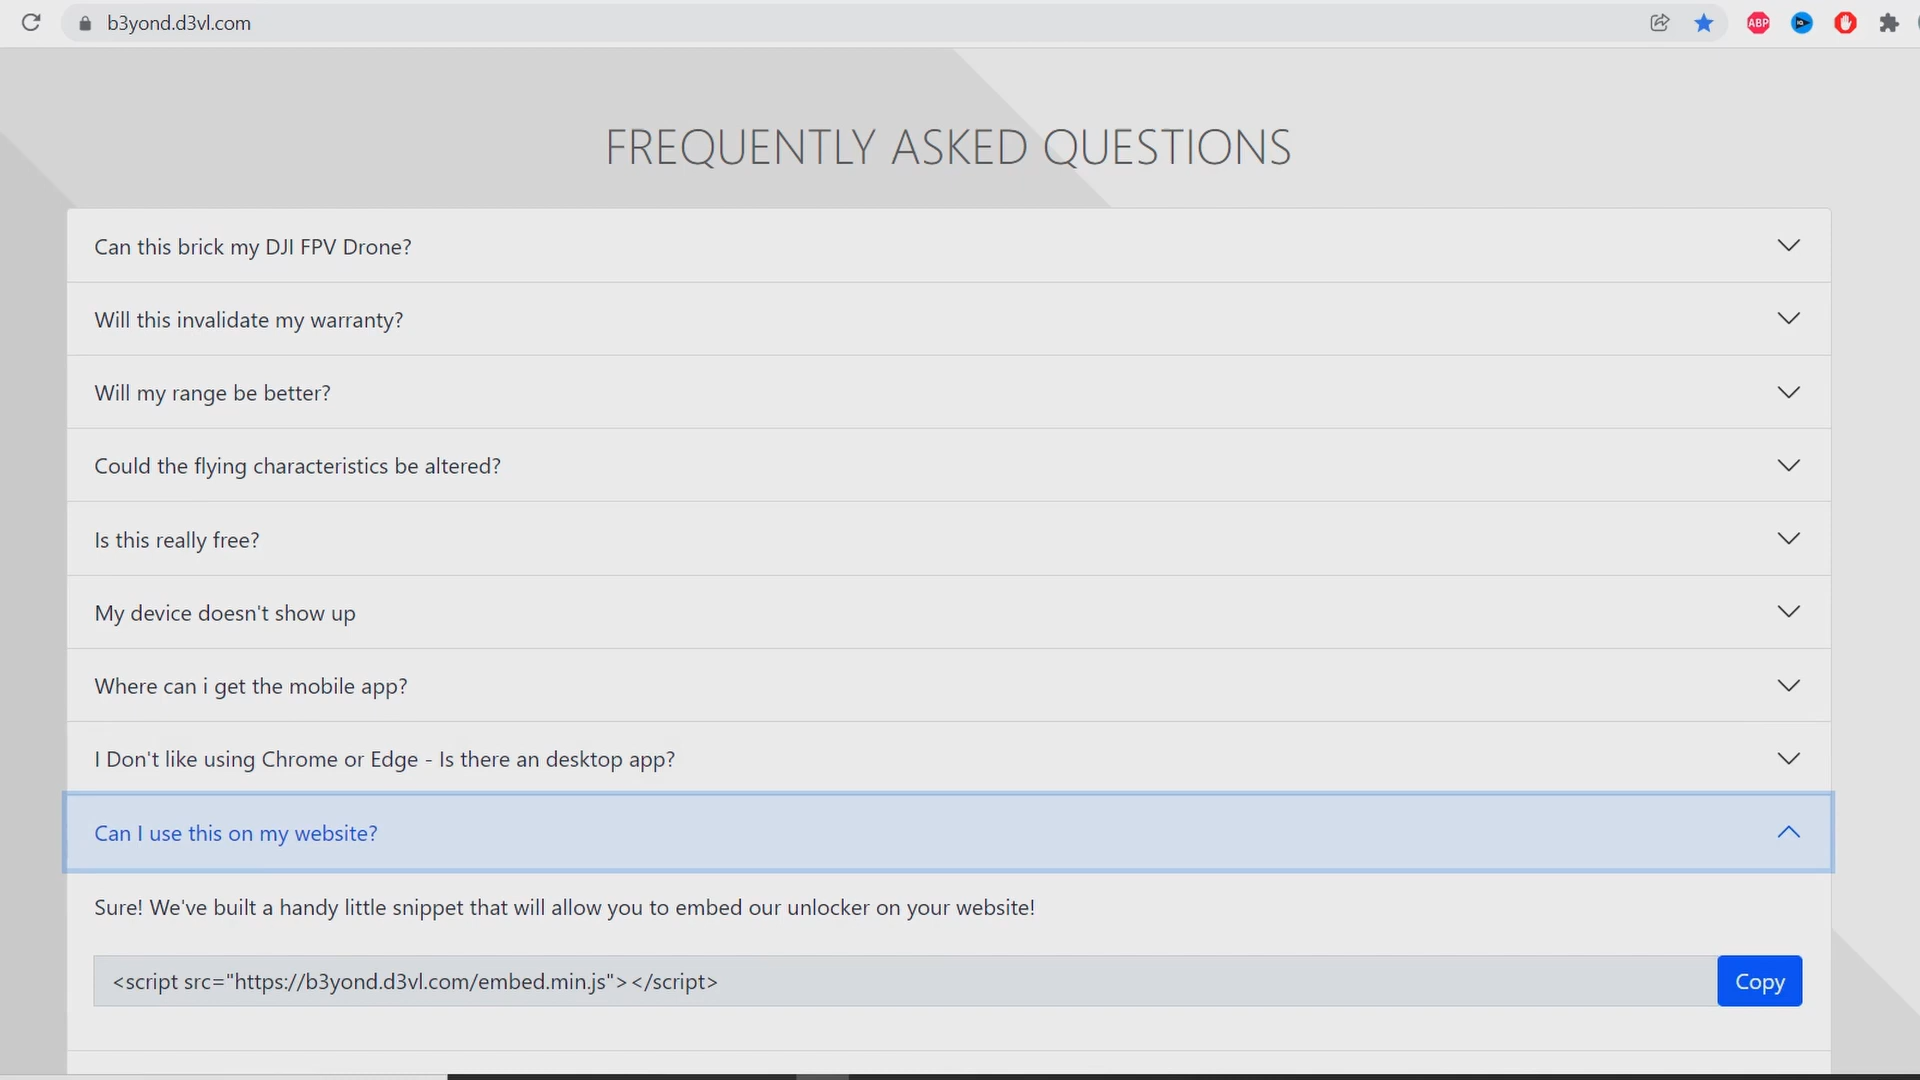 b3yond.d3vl.com
ABP
FREQUENTLY ASKED QUESTIONS
Can this brick my DJI FPV Drone?
Will this invalidate my warranty?
Will my range be better?
Could the flying characteristics be altered?
Is this really free?
My device doesn't show up
Where can i get the mobile app?
I Don't like using Chrome or Edge - Is there an desktop app?
Can I use this on my website?
Sure! We've built a handy little snippet that will allow you to embed our unlocker on your website!
<script src="https://b3yond.d3vl.com/embed.min.js"></script>
Copy